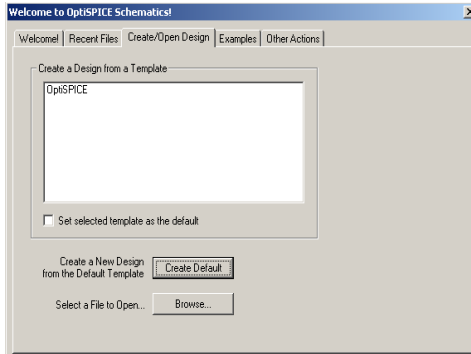 Welcome to OptiSPICE Schematics!
Welcome! Recent Files Create/Open Design Examples Other Actions
Create a Design from a Template
OptiSPICE
Set selected template as the default
Create a New Design
from the Default Template
Create Default
Select a File to Open...
Browse...